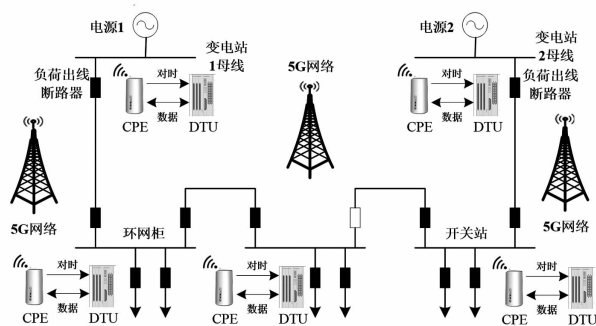 电源1
电源2
变电站
1母线
变电站
2母线
负荷出线
断路器
对时
数据
CPE
DTU
5G网络
对时
数据
CPE
DTU
负荷出线
断路器
5G网络
5G网络
环网柜
开关站
对时
数据
CPE
DTU
对时
数据
CPE
DTU
对时
数据
CPE
DTU